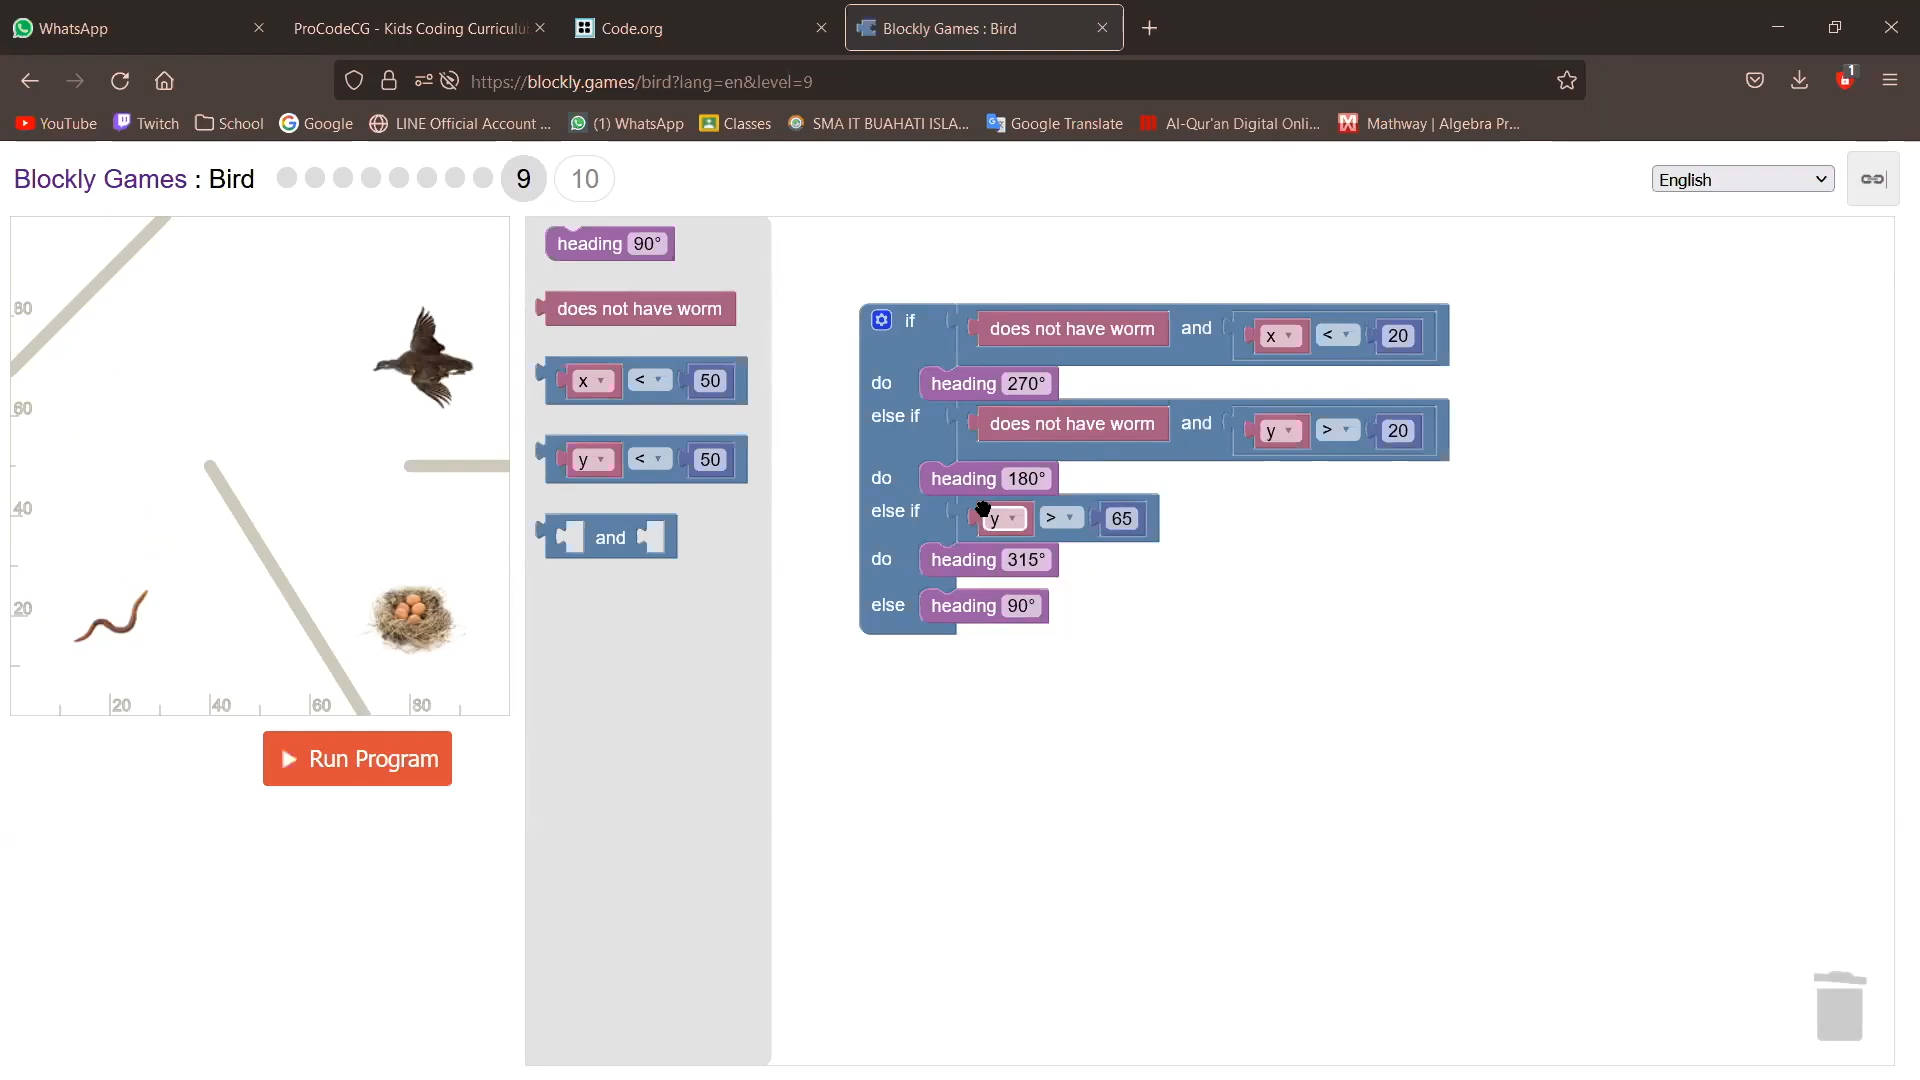 WhatsApp
ProCodeCG - Kids Coding Curriculu
Code.org
Blockly Games : Bird
https://blockly.games/bird?lang=en&level=9
1
YouTube
Twitch
School
Google
LINE Official Account ...
(1) WhatsApp
Classes
SMA IT BUAHATI ISLA...
Google Translate
Al-Qur'an Digital Onli...
Mathway | Algebra Pr...
Blockly Games : Bird
9
10
English
80
60
40
20
20
40
60
80
Run Program
heading 90°
does not have worm
x < 50
y < 50
and
if does not have worm and x < 20
do heading 270°
else if does not have worm and y > 20
do heading 180°
else if y > 65
do heading 315°
else heading 90°